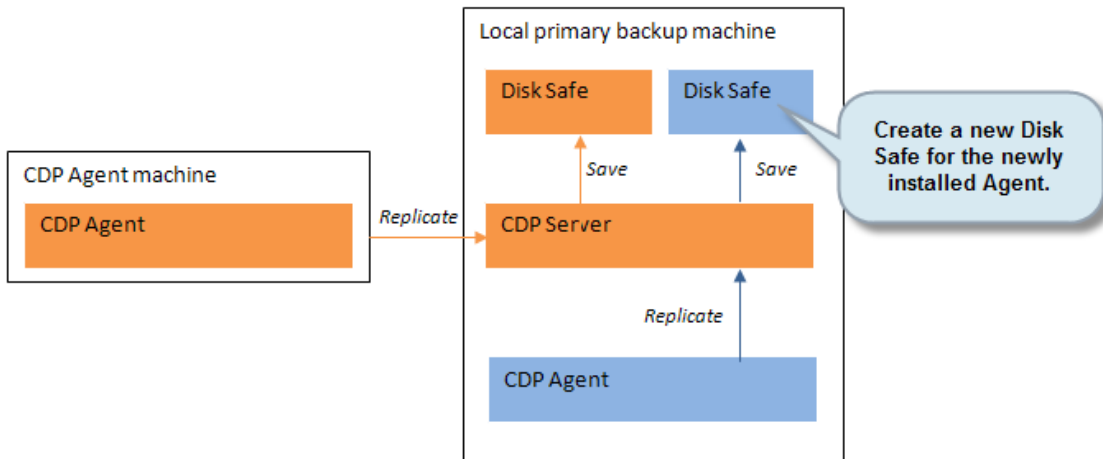 Local primary backup machine
Disk Safe
Disk Safe
Create a new Disk
Safe for the newly
installed Agent.
Save
Save
CDP Agent machine
CDP Agent
Replicate
CDP Server
Replicate
CDP Agent